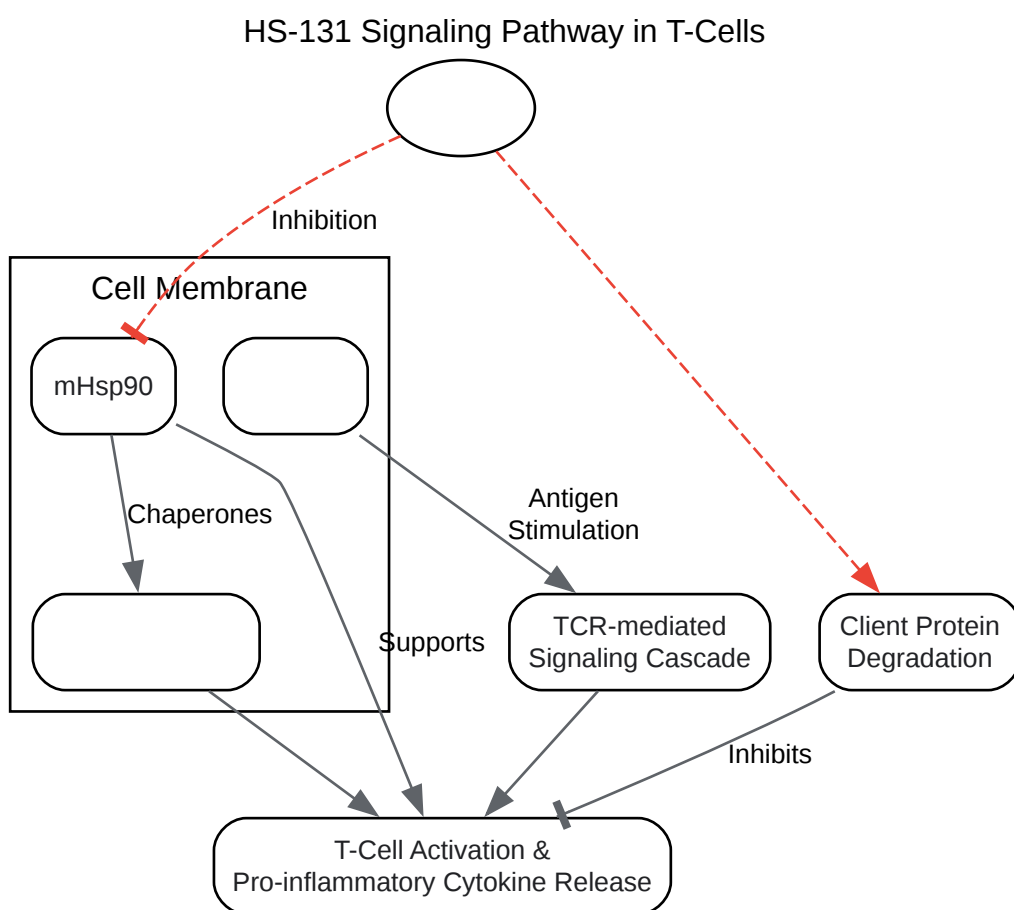 HS-131 Signaling Pathway in T-Cells
Inhibition
Cell Membrane
mHsp90
Chaperones
Antigen
Stimulation
Supports
TCR-mediated
Signaling Cascade
Client Protein
Degradation
Inhibits
T-Cell Activation &
Pro-inflammatory Cytokine Release